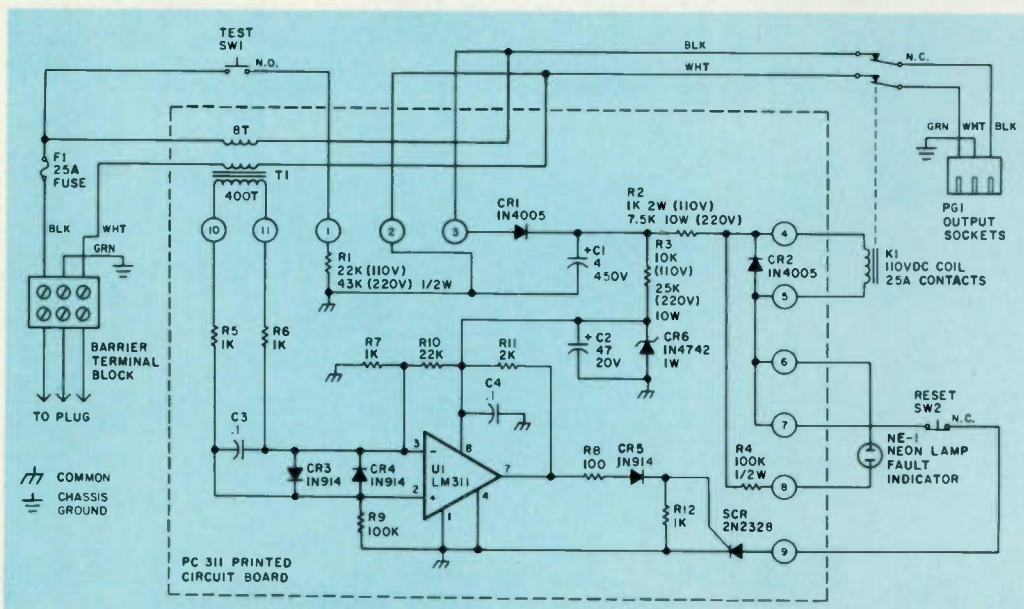 TEST
SW1
N.O.
BLK
WHT
N.C.
8T
T1
400T
F1
25A
FUSE
BLK
GRN
WHT
GRN
WHT
BLK
PG1
OUTPUT
SOCKETS
10
11
1
2
3
CR1
1N4005
R2
1K 2W (110V)
7.5K 10W (220V)
4
K1
110VDC COIL
25A CONTACTS
R1
22K (110V)
43K (220V) 1/2W
+
C1
4
450V
R3
10K
(110V)
25K
(220V)
10W
CR2
1N4005
5
BARRIER
TERMINAL
BLOCK
TO PLUG
R5
1K
R6
1K
R7
1K
R10
22K
R11
2K
+
C2
47
20V
CR6
1N4742
1W
6
RESET
SW2
N.C.
7
C3
.1
C4
.1
3
-
8
U1
LM311
7
2
+
1
4
CR3
1N914
CR4
1N914
R8
100
CR5
1N914
R4
100K
1/2W
NE-1
NEON LAMP
FAULT
INDICATOR
8
R9
100K
R12
1K
SCR
2N2328
9
COMMON
CHASSIS
GROUND
PC 311 PRINTED
CIRCUIT BOARD